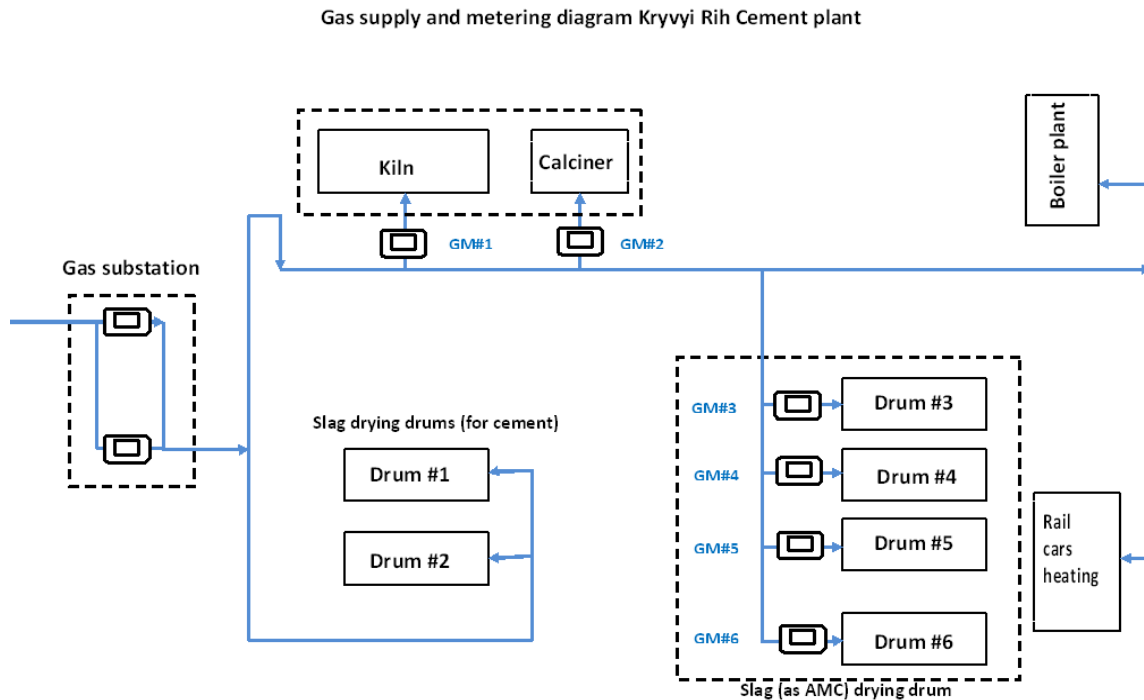 Gas supply and metering diagram Kryvyi Rih Cement plant
Boiler plant
Kiln
Calciner
GM#1
GM#2
Gas substation
GM#3
Drum #3
Slag drying drums (for cement)
Drum #1
GM#4
Drum #4
Drum #2
GM#5
Drum #5
Rail
cars
heating
GM#6
Drum #6
Slag (as AMC) drying drum